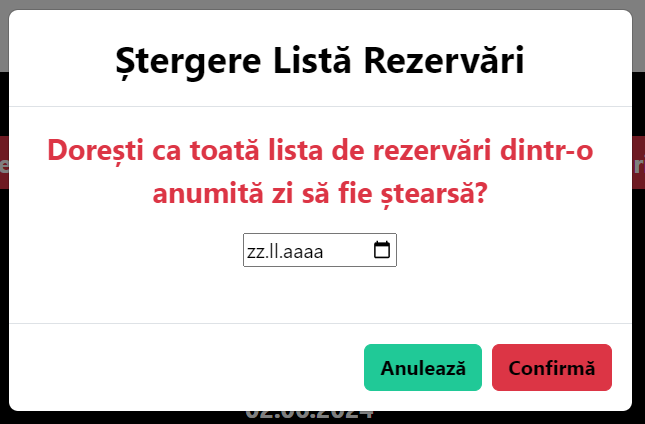 Ștergere Listă Rezervări
Dorești ca toată lista de rezervări dintr-o
anumită zi să fie ștearsă?
zz.ll.aaaa
Anulează
Confirmă